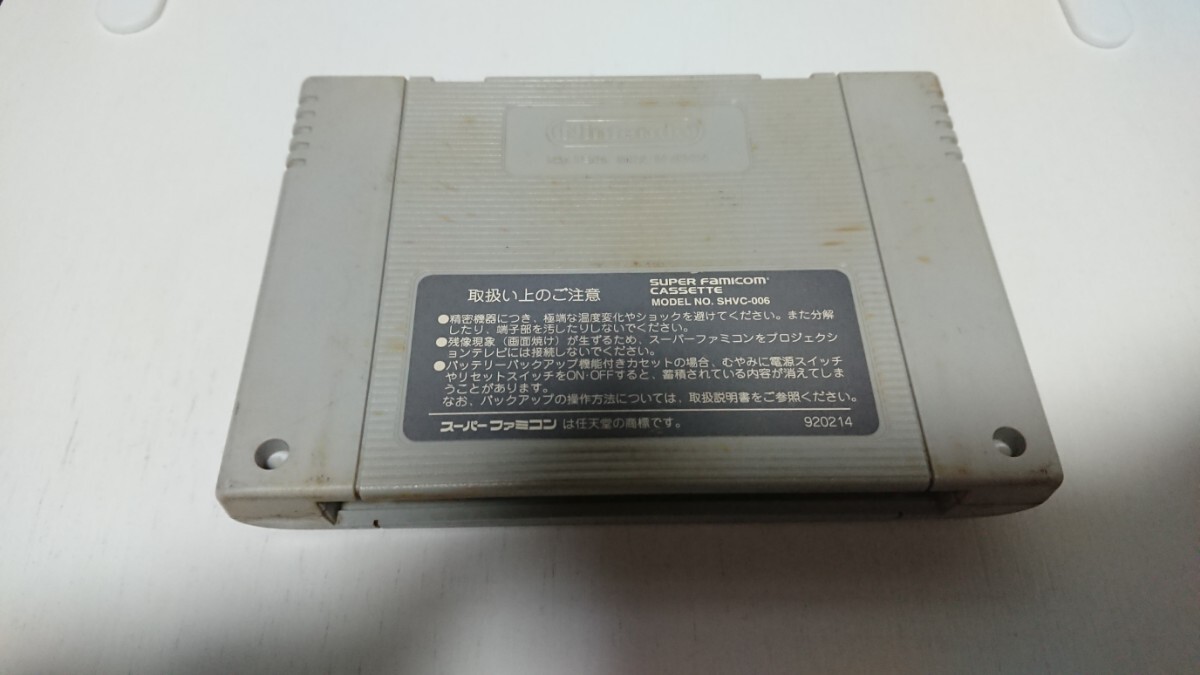 Nintendo
取扱い上のご注意
SUPER FAMICOM
CASSETTE
MODEL NO. SHVC-006
●精密機器につき、極端な温度変化やショックを避けてください。また分解
したり、端子部を汚したりしないでください。
●残像現象（画面焼け）が生ずるため、スーパーファミコンをプロジェクシ
ョンテレビには接続しないでください。
●バッテリーバックアップ機能付きカセットの場合、むやみに電源スイッチ
やリセットスイッチをON·OFFすると、蓄積されている内容が消えてしま
うことがあります。
なお、バックアップの操作方法については、取扱説明書をご参照ください。
スーパーファミコンは任天堂の商標です。
920214